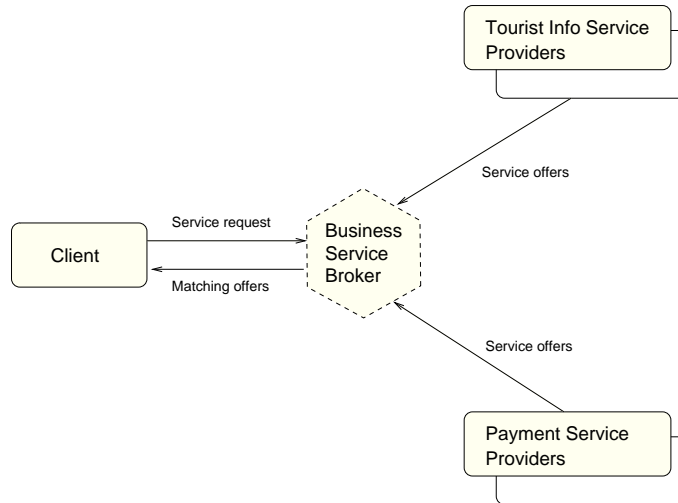 Tourist Info Service
Providers
Service offers
Service request
Business
Service
Broker
Client
Matching offers
Service offers
Payment Service
Providers